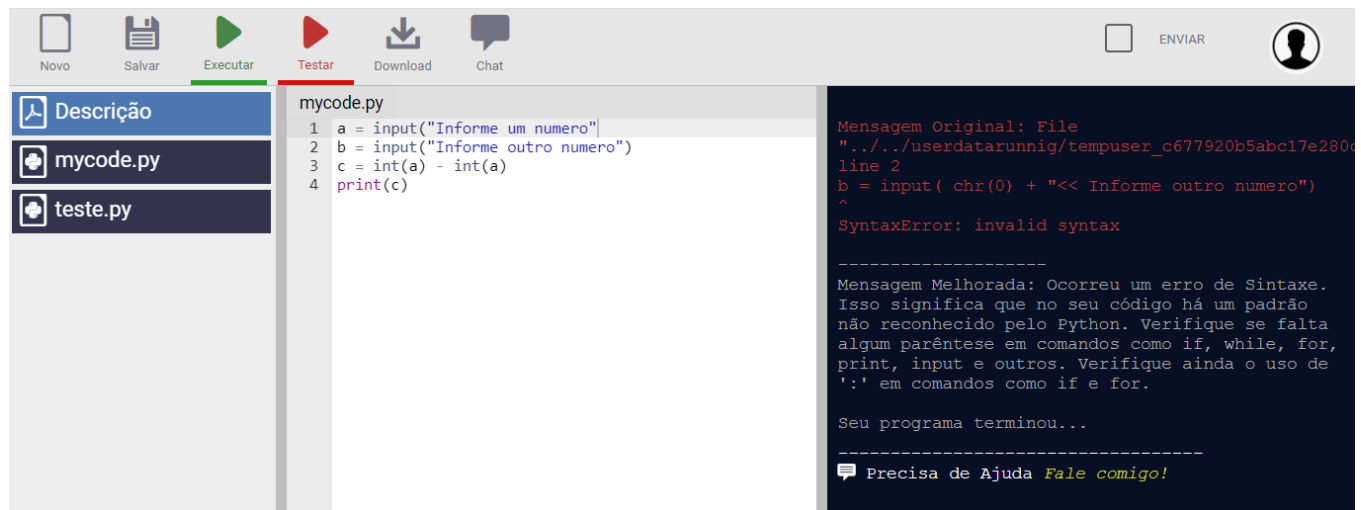 Novo Salvar Executar Testar Download Chat ENVIAR
Descrição
mycode.py
teste.py
mycode.py
1 a = input("Informe um numero"
2 b = input("Informe outro numero")
3 c = int(a) - int(a)
4 print(c)
Mensagem Original: File
"../../userdatarunnig/tempuser_c677920b5abc17e280
line 2
b = input( chr(0) + "<< Informe outro numero")
^
SyntaxError: invalid syntax
--------------------
Mensagem Melhorada: Ocorreu um erro de Sintaxe.
Isso significa que no seu código há um padrão
não reconhecido pelo Python. Verifique se falta
algum parêntese em comandos como if, while, for,
print, input e outros. Verifique ainda o uso de
':' em comandos como if e for.
Seu programa terminou...
-----------------------------------
Precisa de Ajuda Fale comigo!